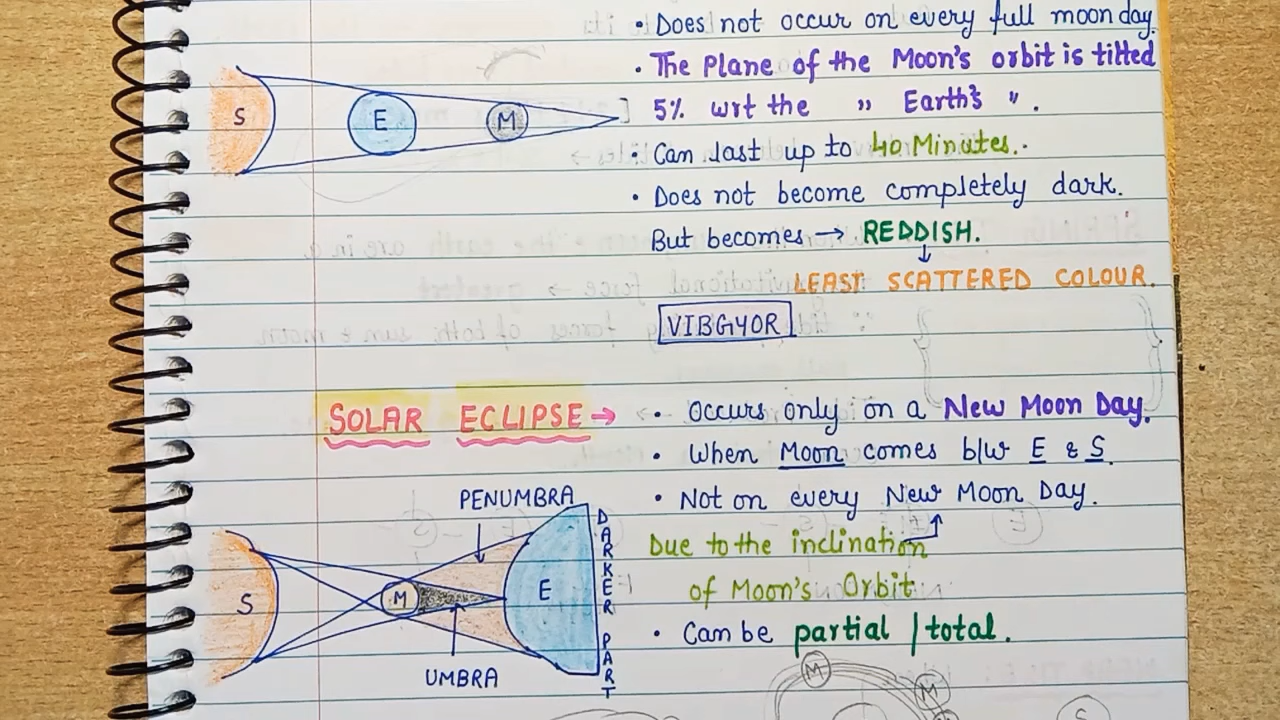 • Does not occur on every full moon day.
• The Plane of the Moon's orbit is tilted
5% wrt the " Earth's ".
• Can last up to 40 Minutes.
• Does not become completely dark.
But becomes → REDDISH.
↓
LEAST SCATTERED COLOUR.
VIBGYOR
S
E
M
SOLAR ECLIPSE →
• Occurs only on a New Moon Day.
• When Moon comes b/w E & S.
• Not on every New Moon Day.
Due to the inclination
of Moon's Orbit
• Can be partial / total.
PENUMBRA
S
M
E
UMBRA
DARKER PART
M
M
S